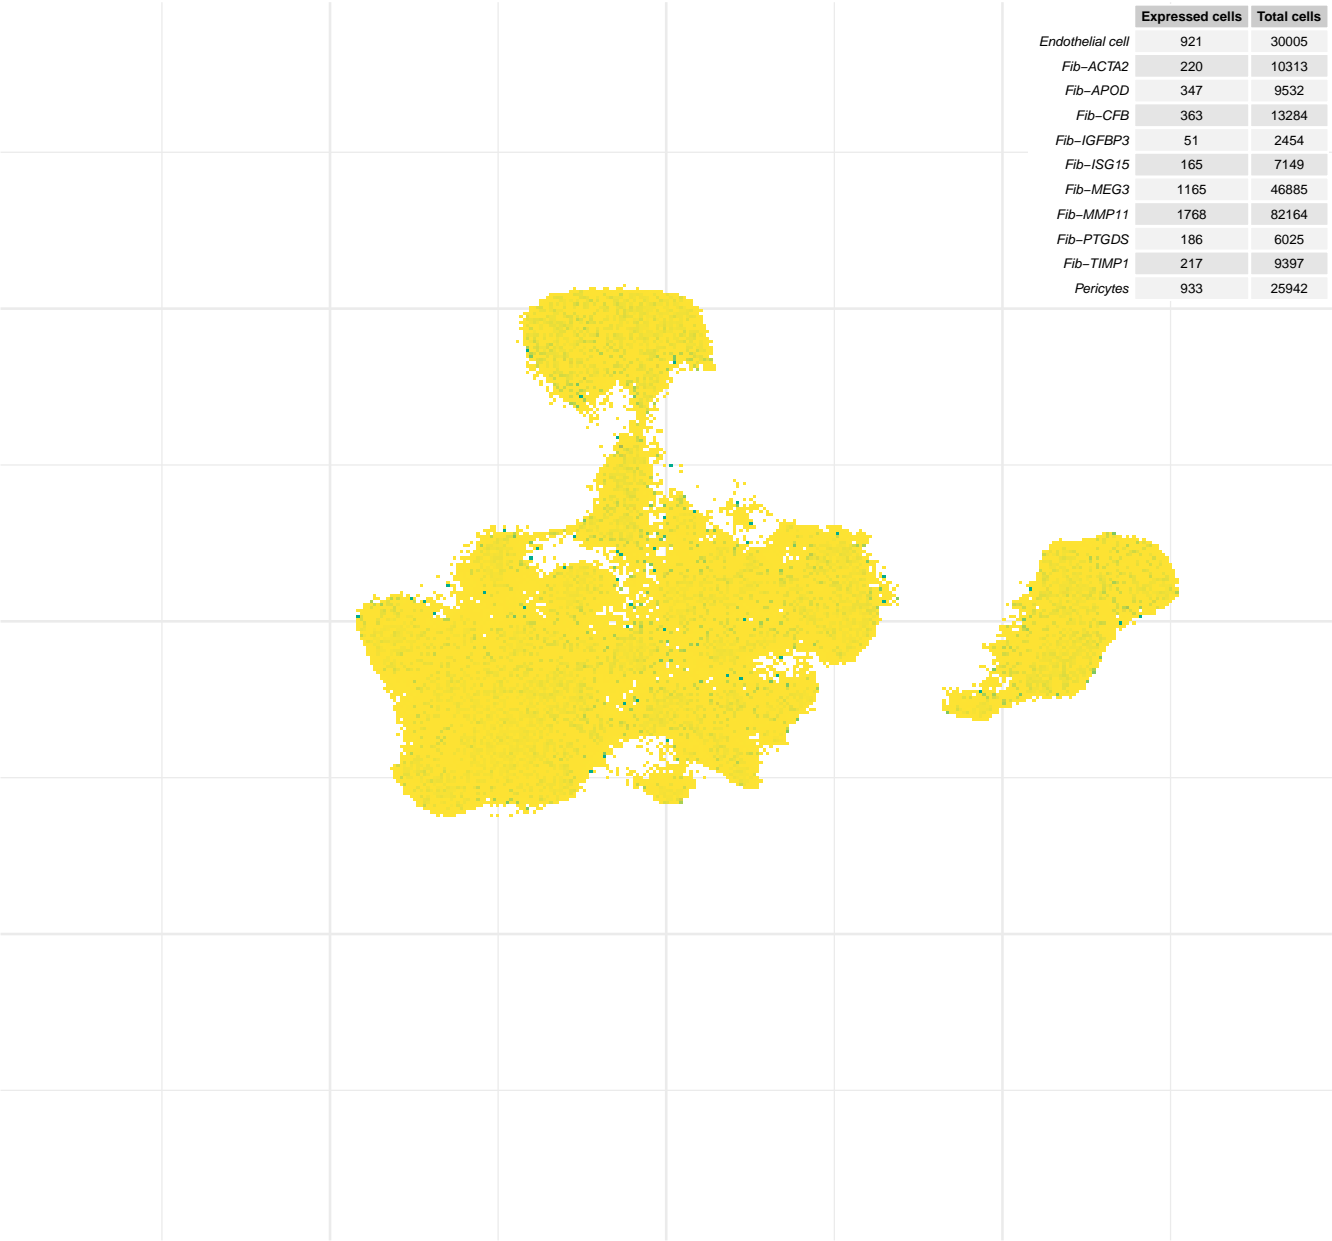 Expressed cells Total cells
Endothelial cell 921 30005
Fib−ACTA2 220 10313
Fib−APOD 347 9532
Fib−CFB 363 13284
Fib−IGFBP3 51 2454
Fib−ISG15 165 7149
Fib−MEG3 1165 46885
Fib−MMP11 1768 82164
Fib−PTGDS 186 6025
Fib−TIMP1 217 9397
Pericytes 933 25942